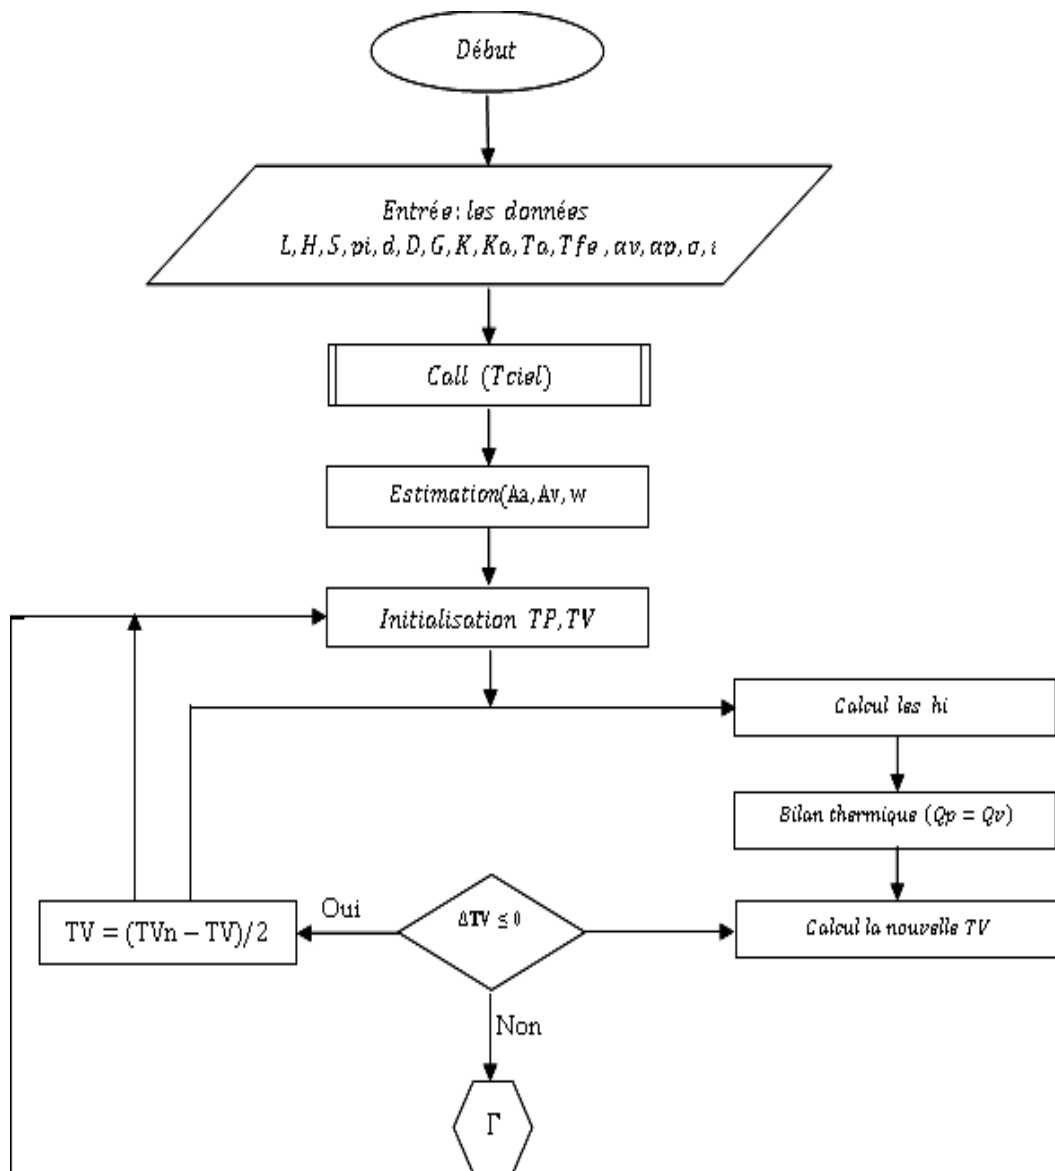 Début
Entrée: les données
L, H, S, pi, d, D, G, K, Ka, Ta, Tfe, αv, αp, σ,
Call (Tciel)
Estimation(Aa, Av, w
Initialisation TP, TV
Calcul les hi
Bilan thermique (Qp = Qv)
Calcul la nouvelle TV
ΔTV ≤ 0
Oui
TV = (TVn − TV)/2
Non
Γ